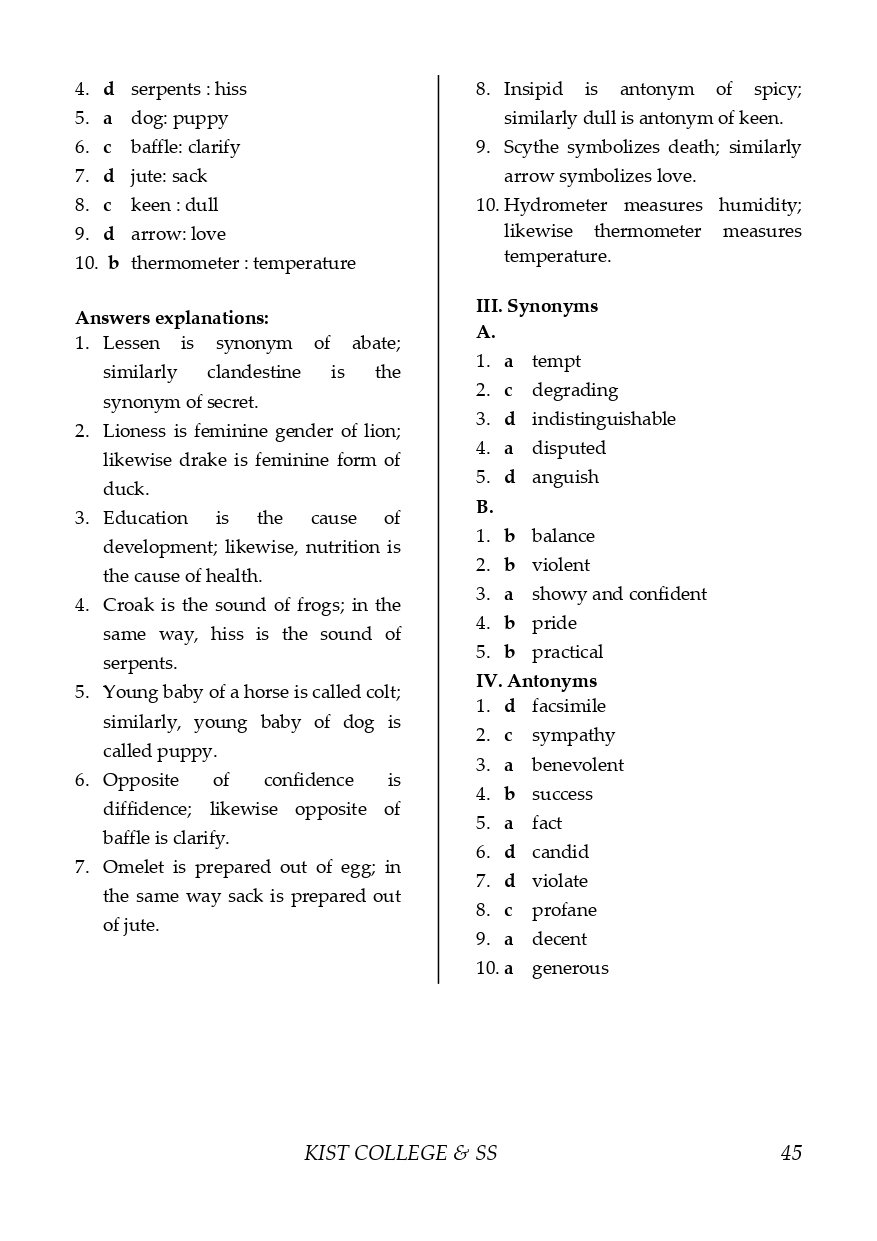 4. d serpents : hiss
5. a dog: puppy
6. c baffle: clarify
7. d jute: sack
8. c keen : dull
9. d arrow: love
10. b thermometer : temperature
Answers explanations:
1. Lessen is synonym of abate;
similarly clandestine is the
synonym of secret.
2. Lioness is feminine gender of lion;
likewise drake is feminine form of
duck.
3. Education is the cause of
development; likewise, nutrition is
the cause of health.
4. Croak is the sound of frogs; in the
same way, hiss is the sound of
serpents.
5. Young baby of a horse is called colt;
similarly, young baby of dog is
called puppy.
6. Opposite of confidence is
diffidence; likewise opposite of
baffle is clarify.
7. Omelet is prepared out of egg; in
the same way sack is prepared out
of jute.
8. Insipid is antonym of spicy;
similarly dull is antonym of keen.
9. Scythe symbolizes death; similarly
arrow symbolizes love.
10. Hydrometer measures humidity;
likewise thermometer measures
temperature.
III. Synonyms
A.
1. a tempt
2. c degrading
3. d indistinguishable
4. a disputed
5. d anguish
B.
1. b balance
2. b violent
3. a showy and confident
4. b pride
5. b practical
IV. Antonyms
1. d facsimile
2. c sympathy
3. a benevolent
4. b success
5. a fact
6. d candid
7. d violate
8. c profane
9. a decent
10. a generous
KIST COLLEGE & SS 45